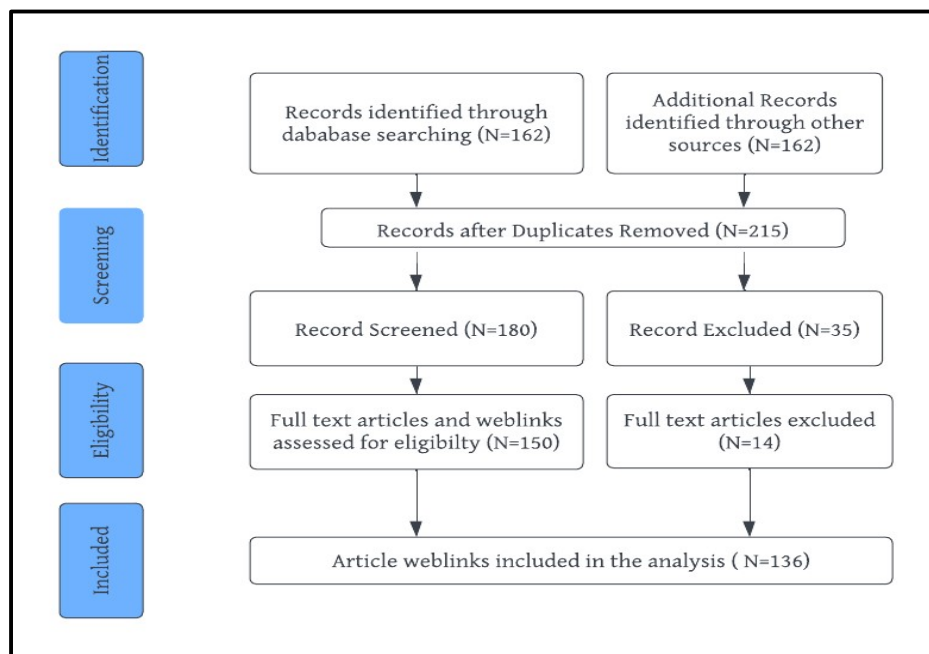 Identification
Records identified through
dababase searching (N=162)
Additional Records
identified through other
sources (N=162)
Records after Duplicates Removed (N=215)
Screening
Record Screened (N=180)
Record Excluded (N=35)
Eligibility
Full text articles and weblinks
assessed for eligibilty (N=150)
Full text articles excluded
(N=14)
Included
Article weblinks included in the analysis ( N=136)